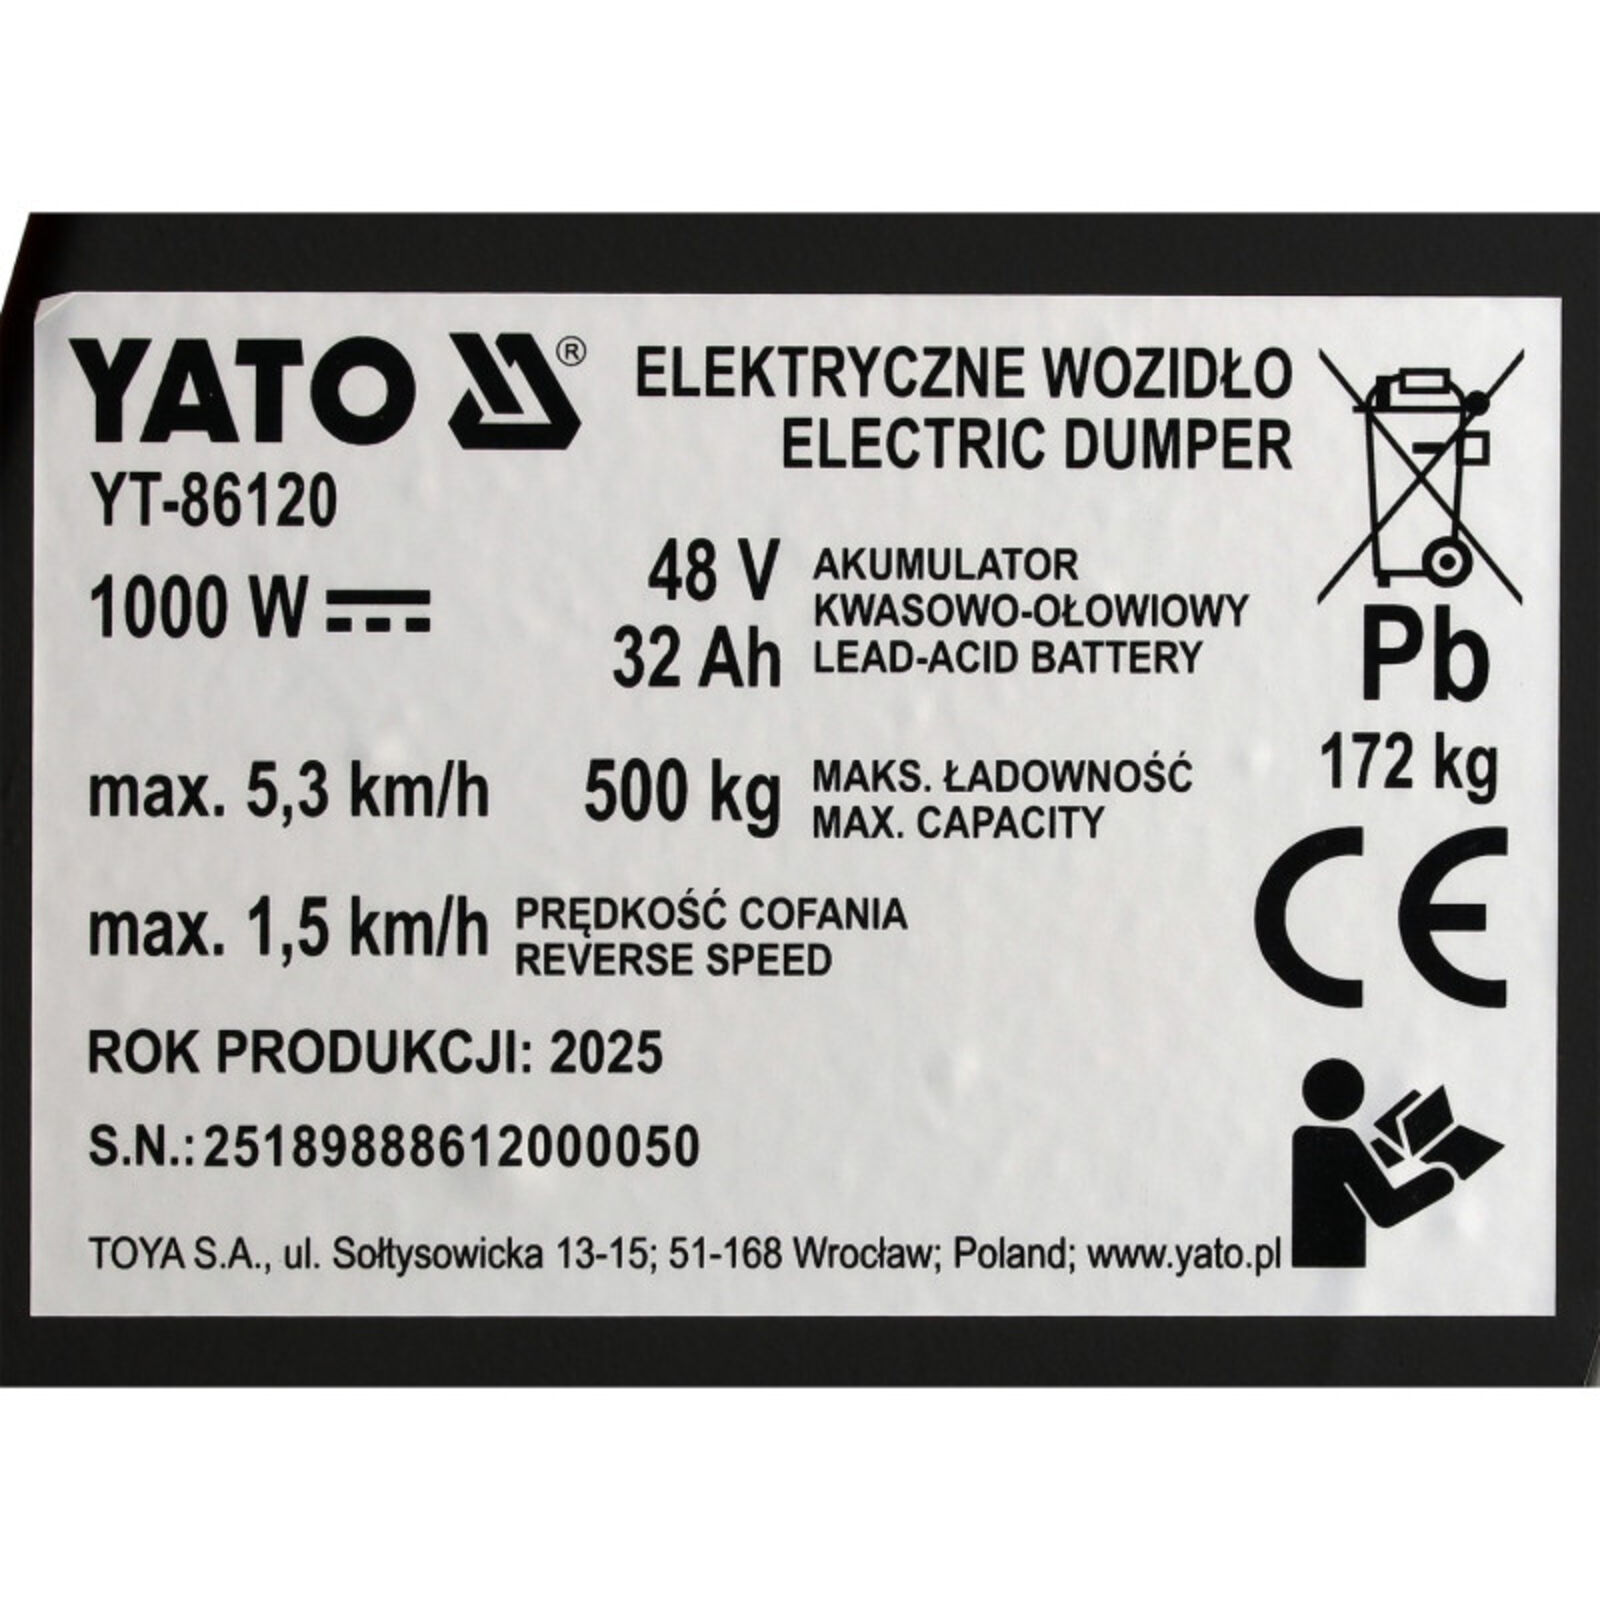 YATO ®
ELEKTRYCZNE WOZIDŁO
ELECTRIC DUMPER
YT-86120
1000 W
48 V
32 Ah
AKUMULATOR
KWASOWO-OŁOWIOWY
LEAD-ACID BATTERY
Pb
max. 5,3 km/h
500 kg
MAKS. ŁADOWNOŚĆ
MAX. CAPACITY
172 kg
CE
max. 1,5 km/h
PRĘDKOŚĆ COFANIA
REVERSE SPEED
ROK PRODUKCJI: 2025
S.N.: 25189888612000050
TOYA S.A., ul. Sołtysowicka 13-15; 51-168 Wrocław; Poland; www.yato.pl